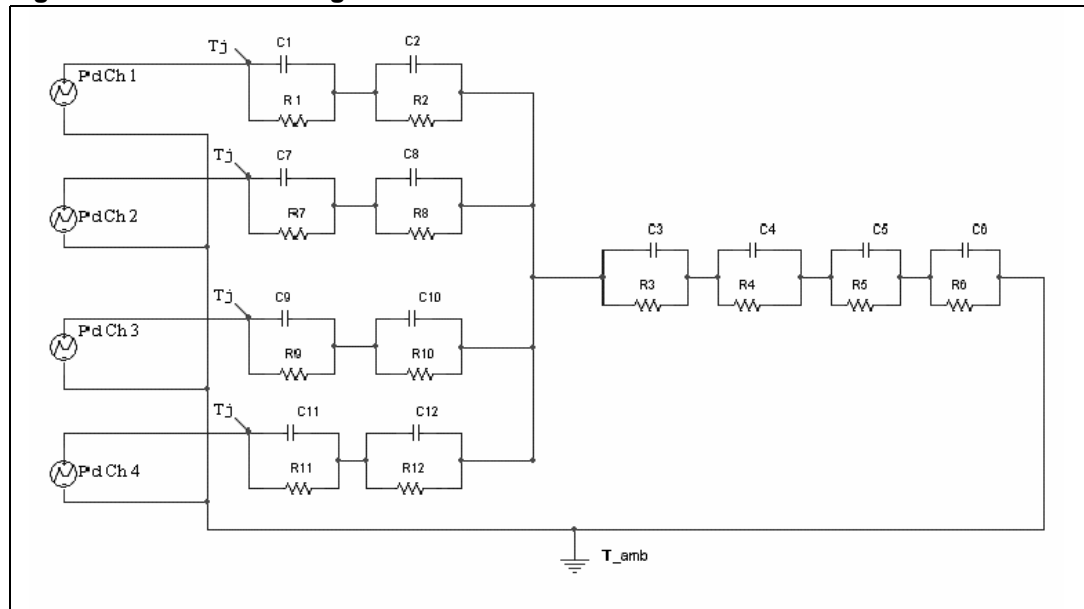 Tj
C1
C2
PdCh1
R1
R2
Tj
C7
C8
PdCh2
R7
R8
C3
C4
C5
C6
R3
R4
R5
R6
Tj
C9
C10
PdCh3
R9
R10
Tj
C11
C12
PdCh4
R11
R12
T_amb